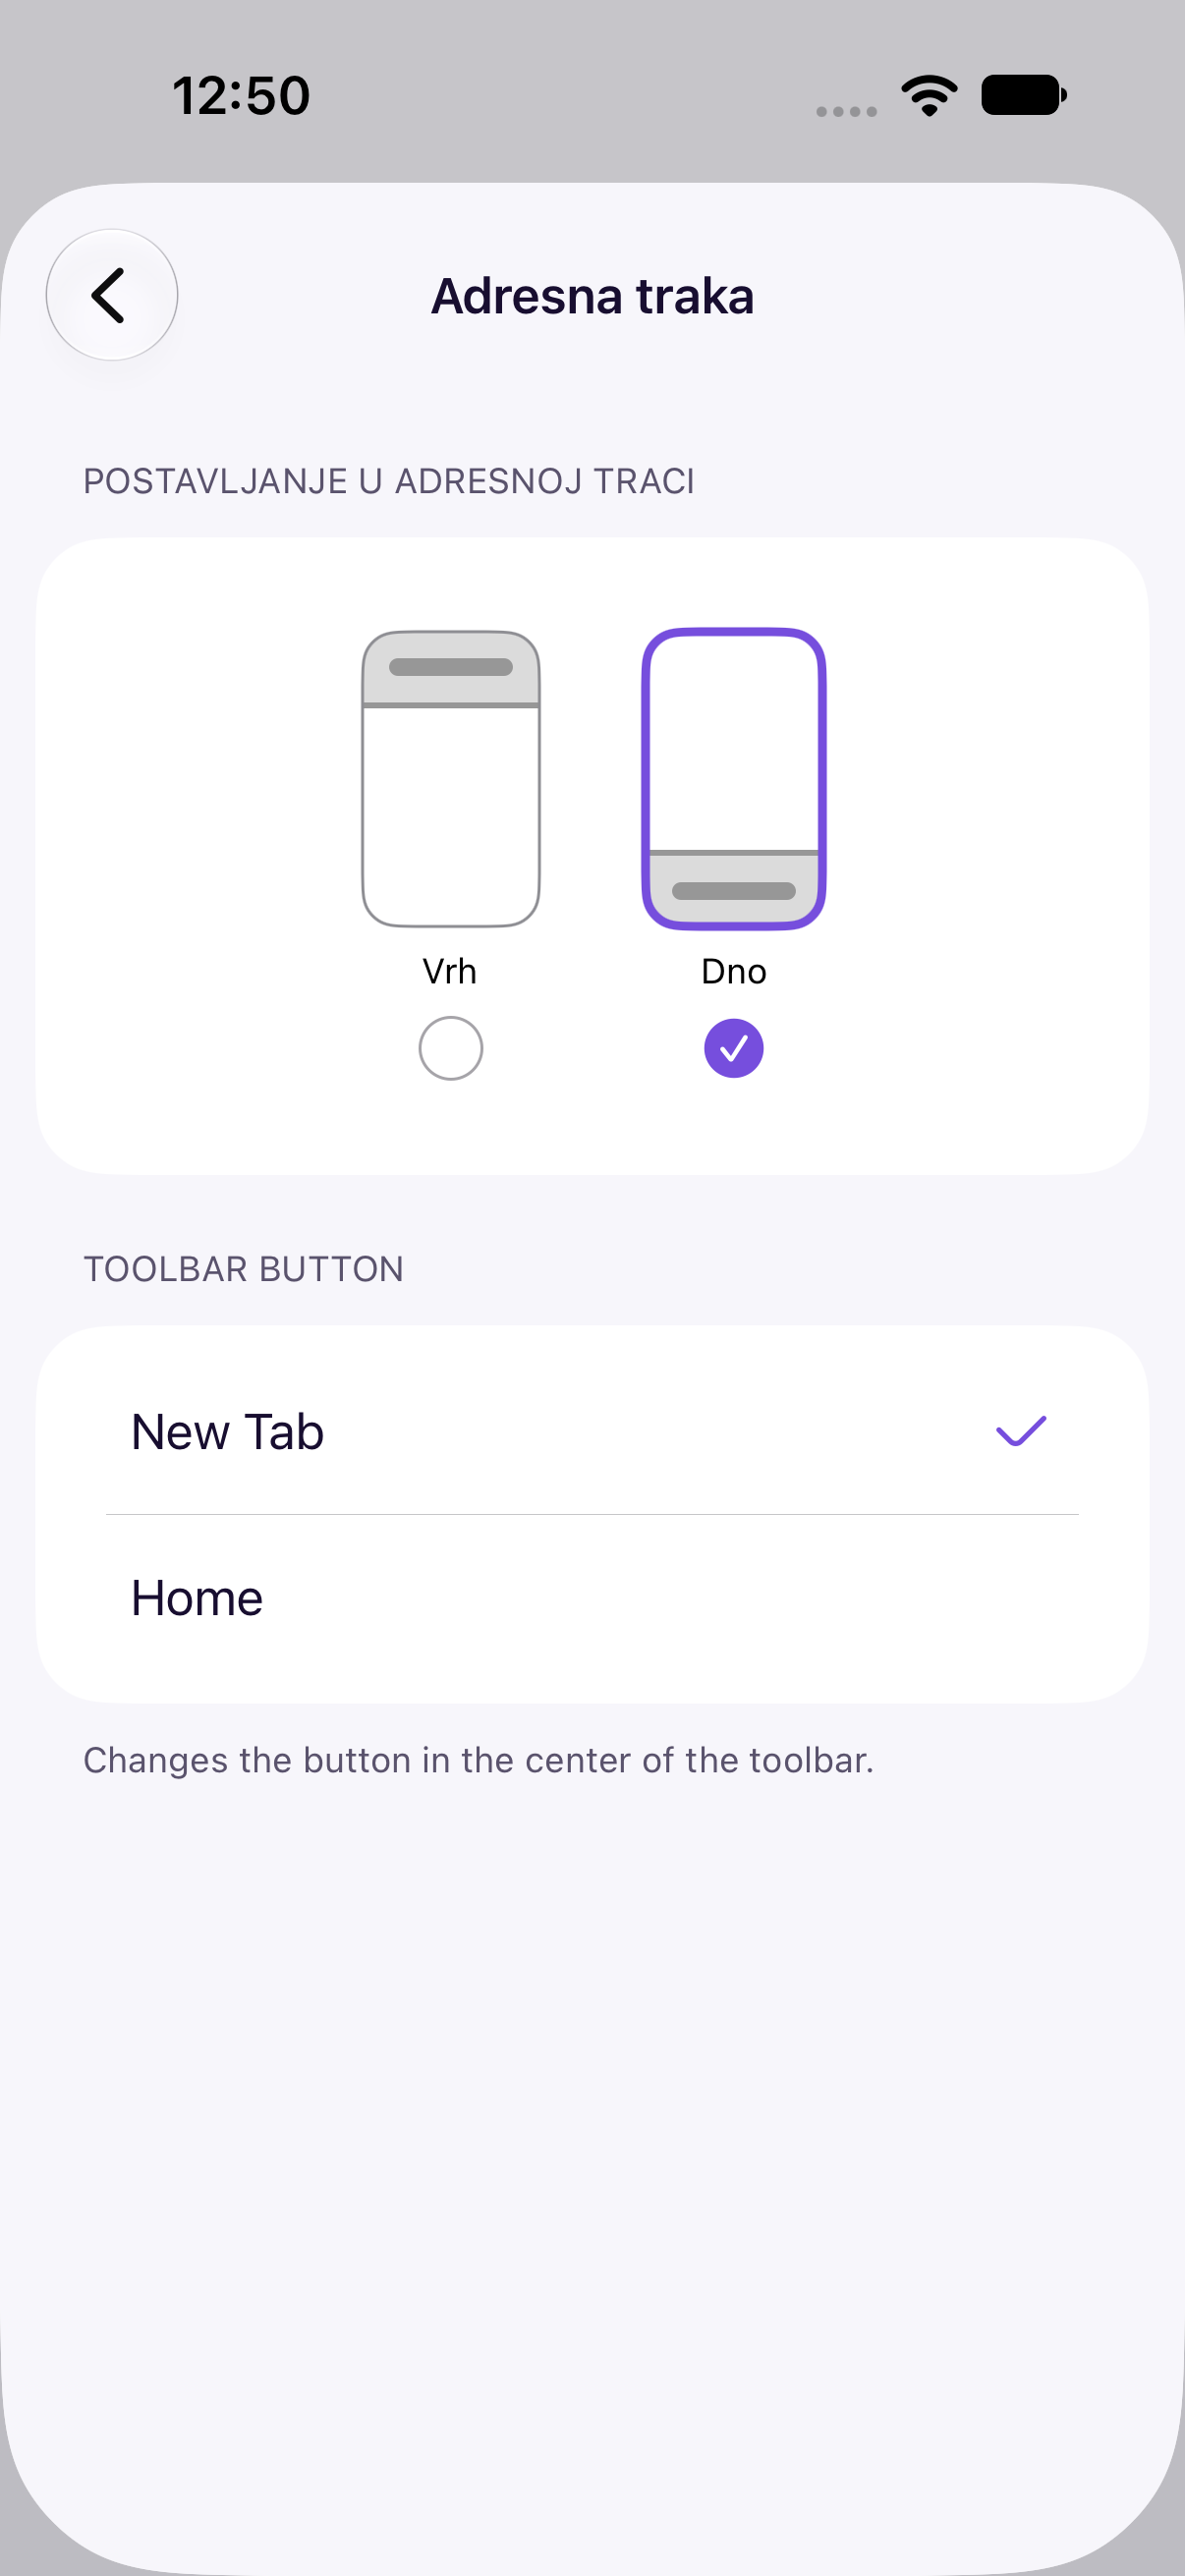 12:50
Adresna traka
POSTAVLJANJE U ADRESNOJ TRACI
Vrh
Dno
TOOLBAR BUTTON
New Tab
Home
Changes the button in the center of the toolbar.